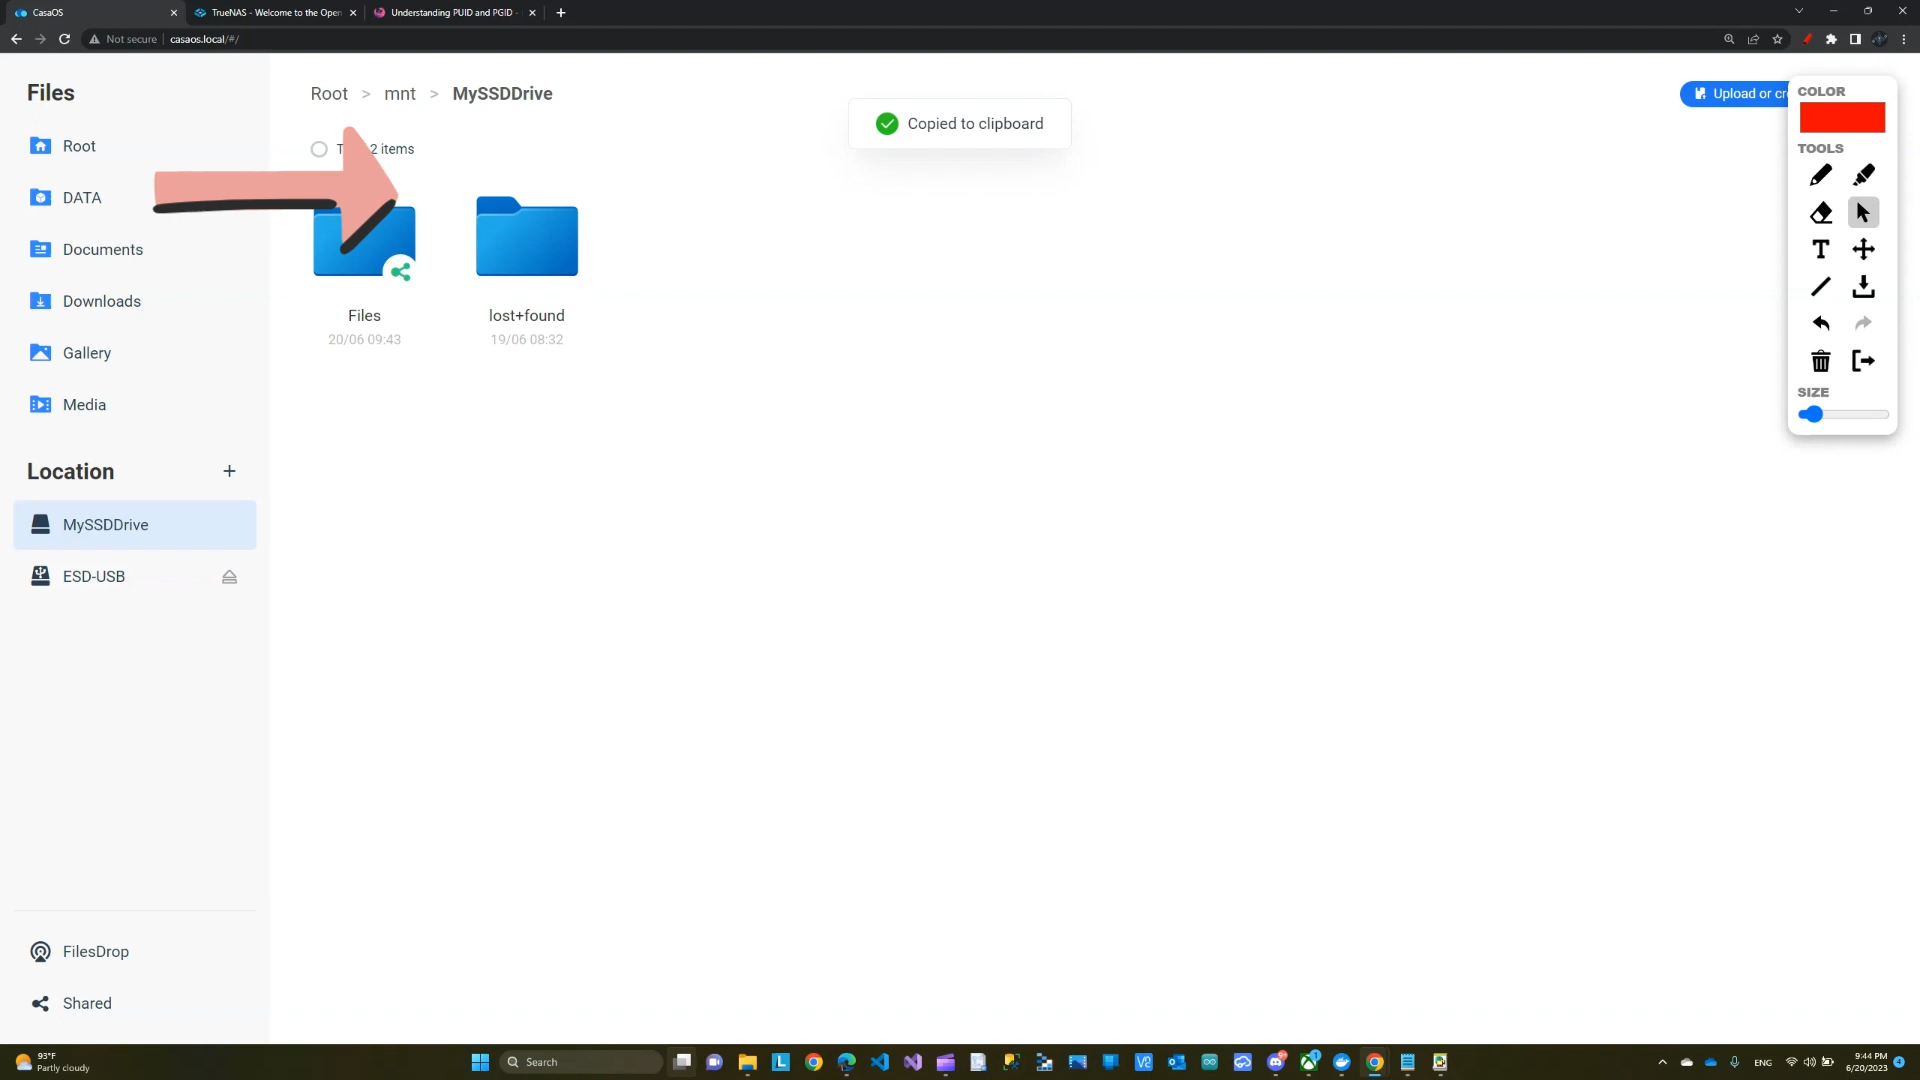 CasaOS
TrueNAS - Welcome to the Open
Understanding PUID and PGID -
Not secure
casaos.local/#/
Files
Root
DATA
Documents
Downloads
Gallery
Media
Location
+
MySSDDrive
ESD-USB
FilesDrop
Shared
Root > mnt > MySSDDrive
2 items
Copied to clipboard
Upload or cr
Files
20/06 09:43
lost+found
19/06 08:32
COLOR
TOOLS
SIZE
93°F
Partly cloudy
Search
ENG
9:44 PM
6/20/2023